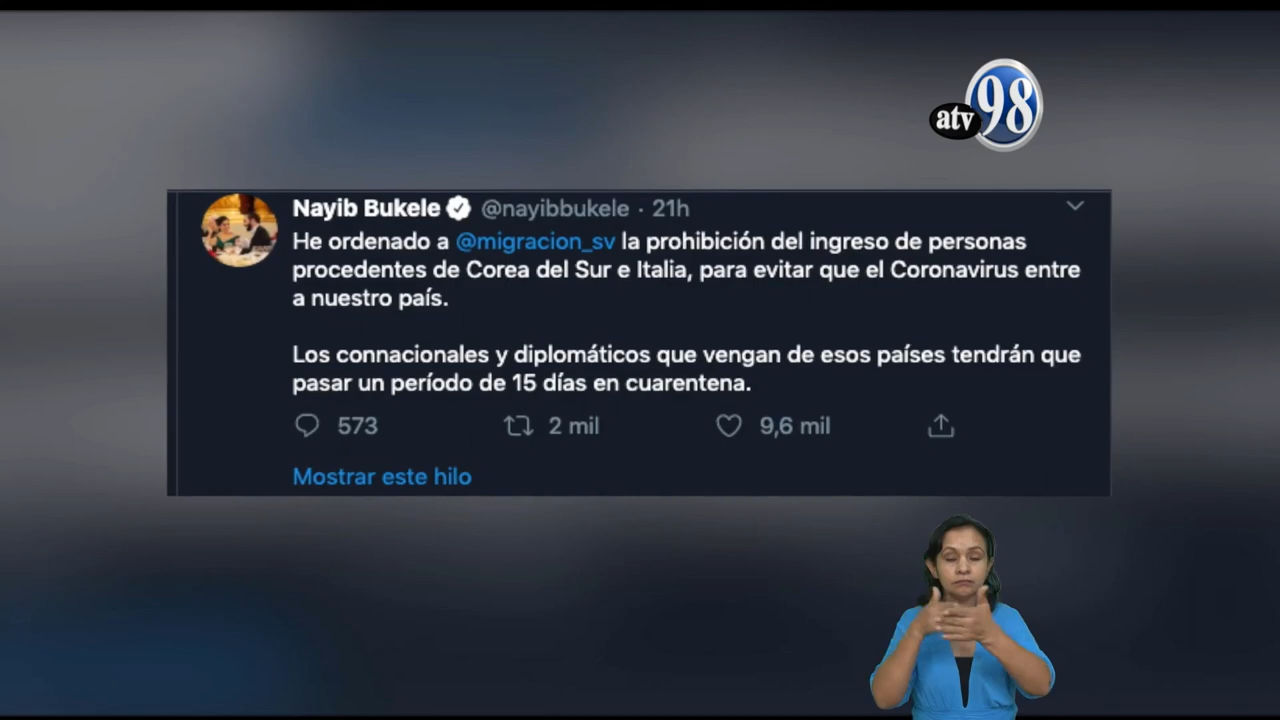 atv 98
Nayib Bukele @nayibbukele · 21h
He ordenado a @migracion_sv la prohibición del ingreso de personas
procedentes de Corea del Sur e Italia, para evitar que el Coronavirus entre
a nuestro país.
Los connacionales y diplomáticos que vengan de esos países tendrán que
pasar un período de 15 días en cuarentena.
573 2 mil 9,6 mil
Mostrar este hilo